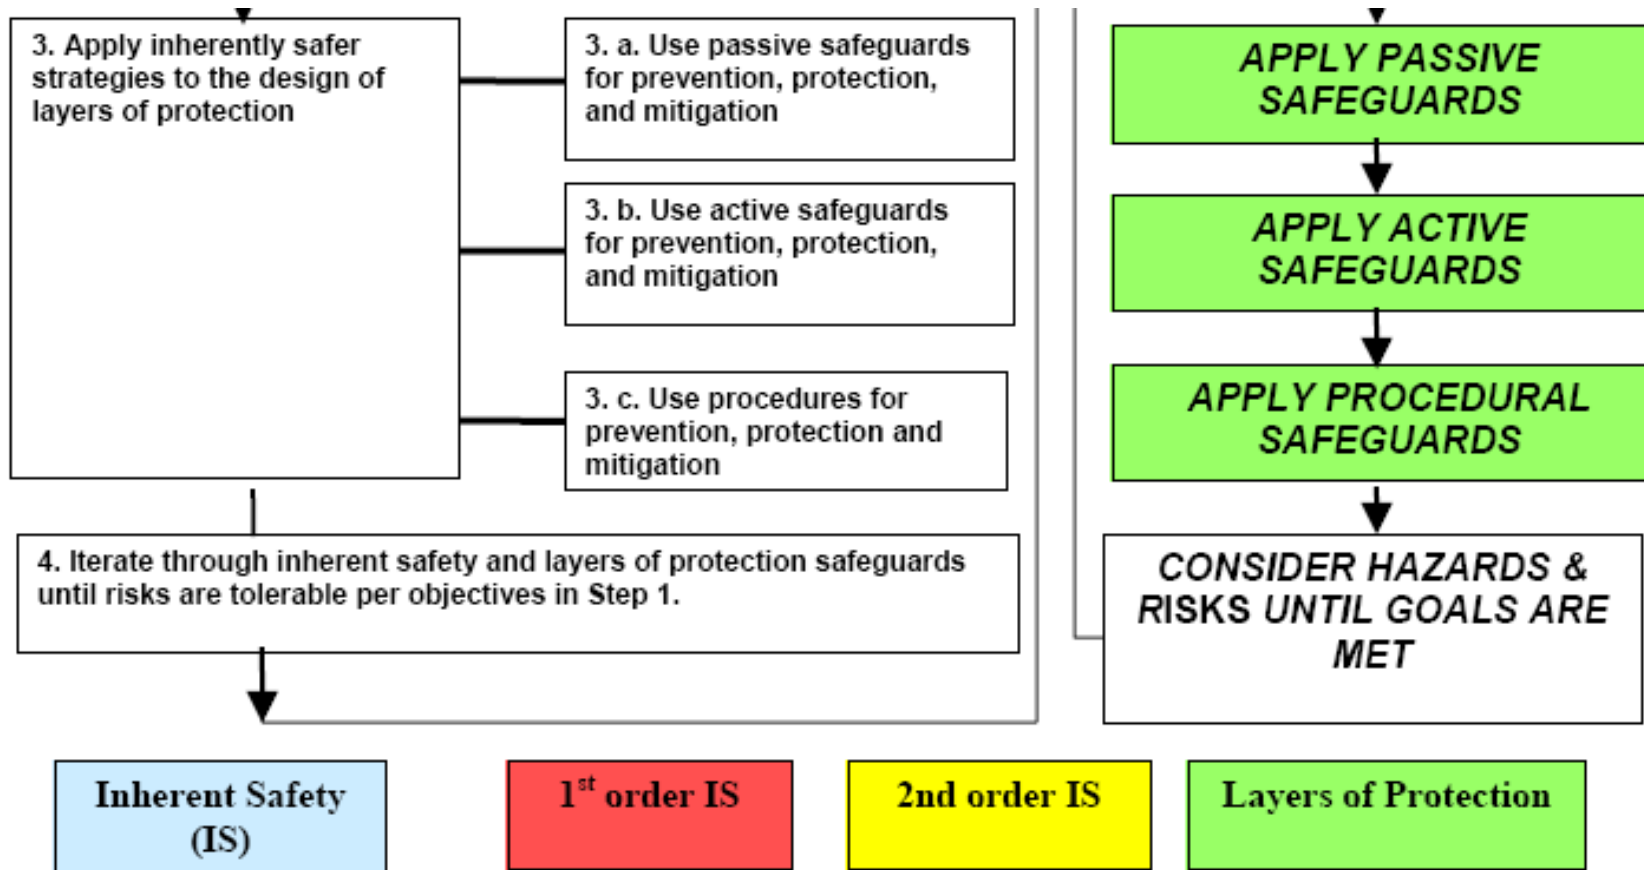 3. Apply inherently safer
strategies to the design of
layers of protection
3. a. Use passive safeguards
for prevention, protection,
and mitigation
3. b. Use active safeguards
for prevention, protection,
and mitigation
3. c. Use procedures for
prevention, protection and
mitigation
4. Iterate through inherent safety and layers of protection safeguards
until risks are tolerable per objectives in Step 1.
APPLY PASSIVE
SAFEGUARDS
APPLY ACTIVE
SAFEGUARDS
APPLY PROCEDURAL
SAFEGUARDS
CONSIDER HAZARDS &
RISKS UNTIL GOALS ARE
MET
Inherent Safety
(IS)
1st order IS
2nd order IS
Layers of Protection